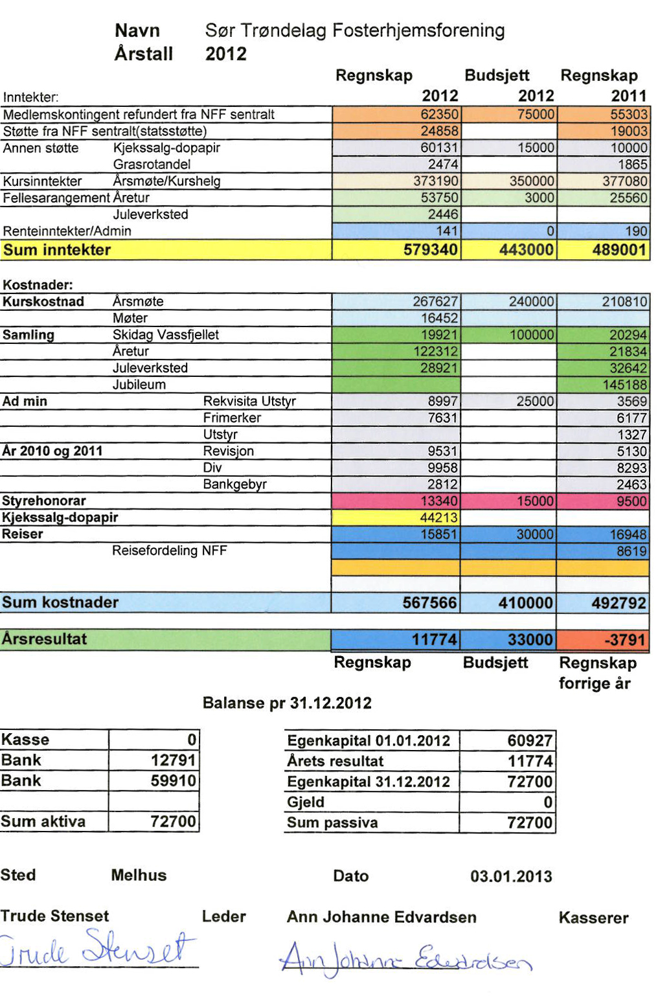 Navn Sør Trøndelag Fosterhjemsforening
Årstall 2012
Regnskap Budsjett Regnskap
Inntekter: 2012 2012 2011
Medlemskontingent refundert fra NFF sentralt 62350 75000 55303
Støtte fra NFF sentralt(statsstøtte) 24858 19003
Annen støtte Kjekssalg-dopapir 60131 15000 10000
Grasrotandel 2474 1865
Kursinntekter Årsmøte/Kurshelg 373190 350000 377080
Fellesarangement Åretur 53750 3000 25560
Juleverksted 2446
Renteinntekter/Admin 141 0 190
Sum inntekter 579340 443000 489001
Kostnader:
Kurskostnad Årsmøte 267627 240000 210810
Møter 16452
Samling Skidag Vassfjellet 19921 100000 20294
Åretur 122312 21834
Juleverksted 28921 32642
Jubileum 145188
Ad min Rekvisita Utstyr 8997 25000 3569
Frimerker 7631 6177
Utstyr 1327
År 2010 og 2011 Revisjon 9531 5130
Div 9958 8293
Bankgebyr 2812 2463
Styrehonorar 13340 15000 9500
Kjekssalg-dopapir 44213
Reiser 15851 30000 16948
Reisefordeling NFF 8619
Sum kostnader 567566 410000 492792
Årsresultat 11774 33000 -3791
Regnskap Budsjett Regnskap
forrige år
Balanse pr 31.12.2012
Kasse 0 Egenkapital 01.01.2012 60927
Bank 12791 Årets resultat 11774
Bank 59910 Egenkapital 31.12.2012 72700
Gjeld 0
Sum aktiva 72700 Sum passiva 72700
Sted Melhus Dato 03.01.2013
Trude Stenset Leder Ann Johanne Edvardsen Kasserer
Trude Stenset Ann Johanne Edvardsen